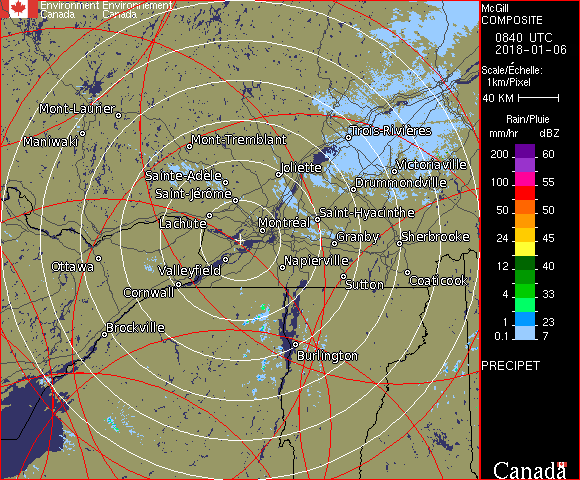 Environment Environnement
Canada Canada
McGill
COMPOSITE
0840 UTC
2018-01-06
Scale/Échelle:
1km/Pixel
40 KM
Rain/Pluie
mm/hr dBZ
200 60
150 57
100 55
50 50
24 45
12 40
4 33
1 23
0.1 7
PRECIPET
Canada
Mont-Laurier
Maniwaki
Mont-Tremblant
Trois-Rivières
Joliette
Victoriaville
Sainte-Adèle
Drummondville
Saint-Jérôme
Lachute
Saint-Hyacinthe
Montréal
Granby
Sherbrooke
Ottawa
Valleyfield
Napierville
Cornwall
Sutton
Coaticook
Brockville
Burlington